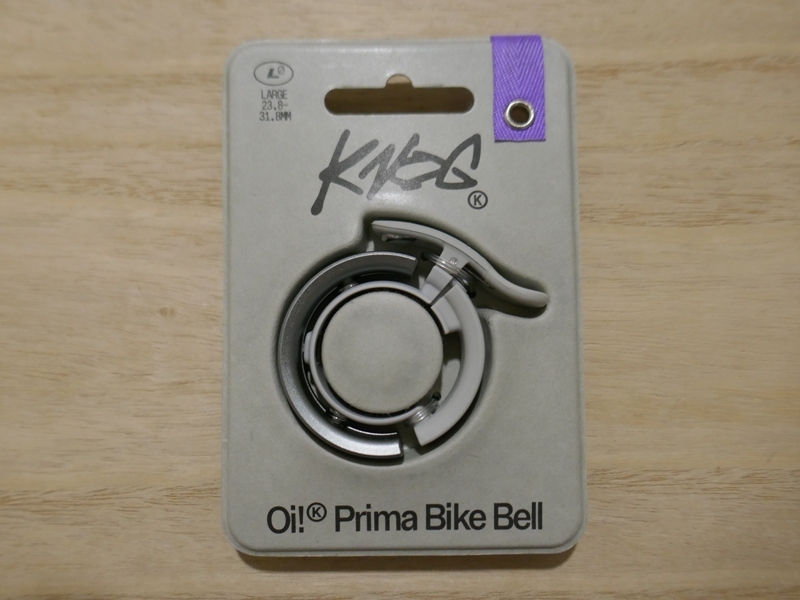 L
LARGE
23.8-
31.8MM
KNOG
K
Oi! K Prima Bike Bell